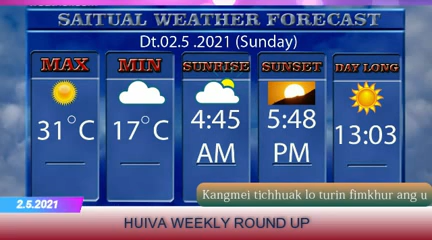 SAITUAL WEATHER FORECAST
Dt.02.5 .2021 (Sunday)
MAX
MIN
SUNRISE
SUNSET
DAY LONG
31°C
17°C
4:45
AM
5:48
PM
13:03
Kangmei tichhuak lo turin fimkhur ang u
2.5.2021
HUIVA WEEKLY ROUND UP